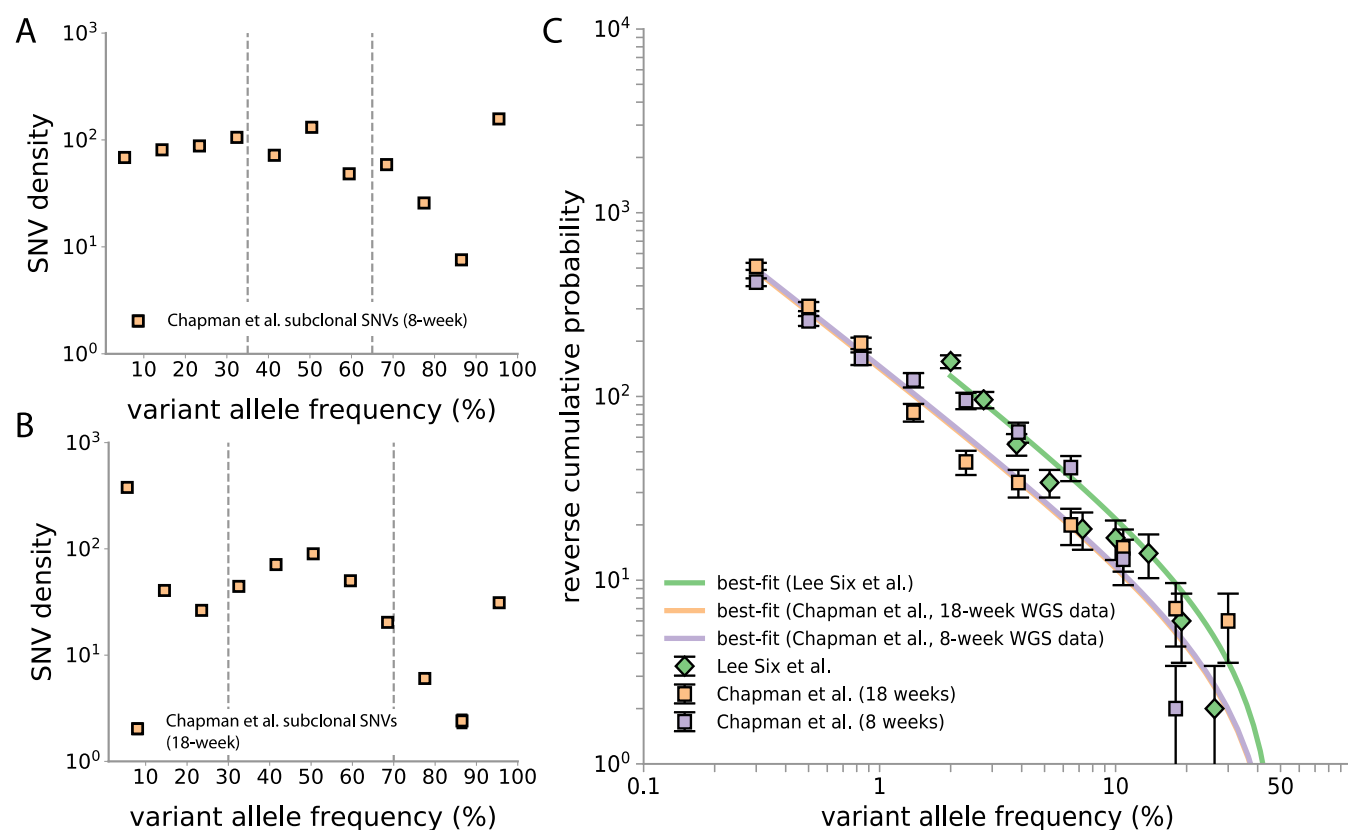 A
10³
10²
10¹
10⁰
SNV density
Chapman et al. subclonal SNVs (8-week)
10 20 30 40 50 60 70 80 90 100
variant allele frequency (%)
B
10³
10²
10¹
10⁰
SNV density
Chapman et al. subclonal SNVs
(18-week)
10 20 30 40 50 60 70 80 90 100
variant allele frequency (%)
C
10⁴
10³
10²
10¹
10⁰
reverse cumulative probability
best-fit (Lee Six et al.)
best-fit (Chapman et al., 18-week WGS data)
best-fit (Chapman et al., 8-week WGS data)
Lee Six et al.
Chapman et al. (18 weeks)
Chapman et al. (8 weeks)
0.1 1 10 50
variant allele frequency (%)